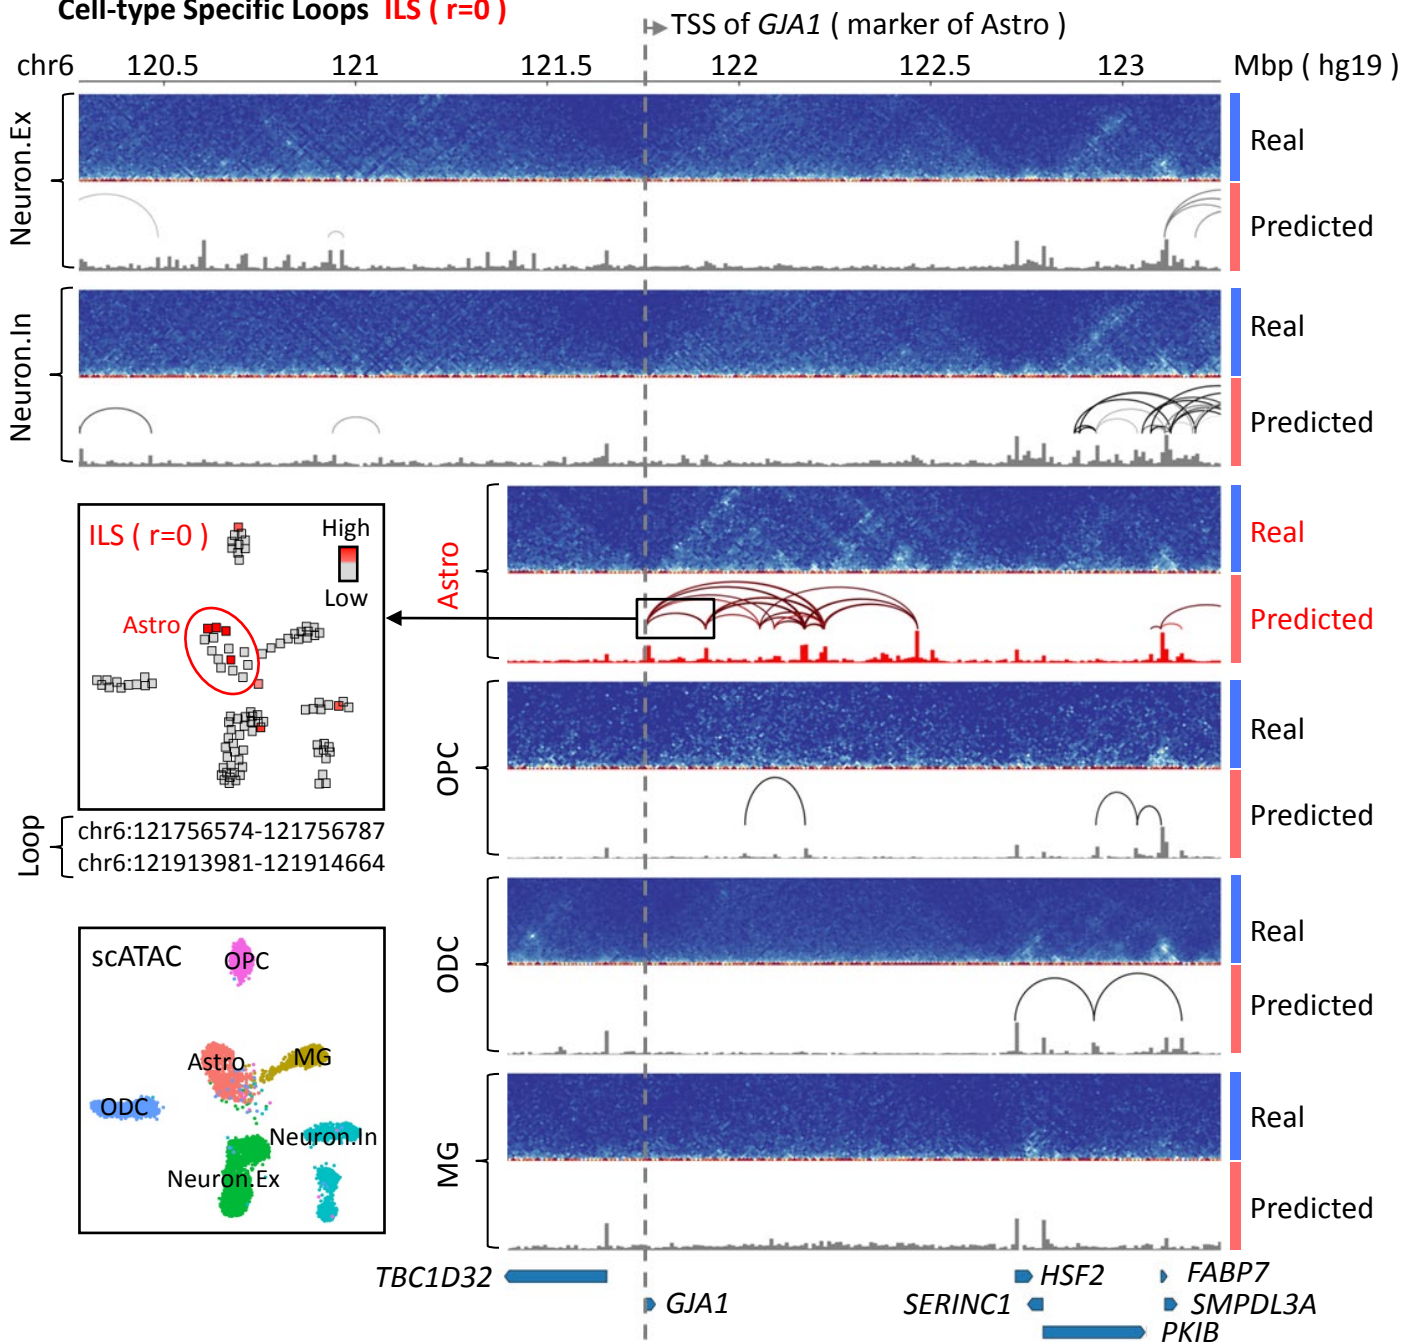 Cell-type Specific Loops ILS ( r=0 )
TSS of GJA1 ( marker of Astro )
chr6 120.5 121 121.5 122 122.5 123 Mbp ( hg19 )
Neuron.Ex
Real
Predicted
Neuron.In
Real
Predicted
ILS ( r=0 )
High
Low
Astro
Astro
Real
Predicted
OPC
Real
Predicted
Loop
chr6:121756574-121756787
chr6:121913981-121914664
ODC
Real
Predicted
scATAC
OPC
Astro
MG
ODC
Neuron.In
Neuron.Ex
MG
Real
Predicted
TBC1D32
HSF2
FABP7
GJA1
SERINC1
SMPDL3A
PKIB